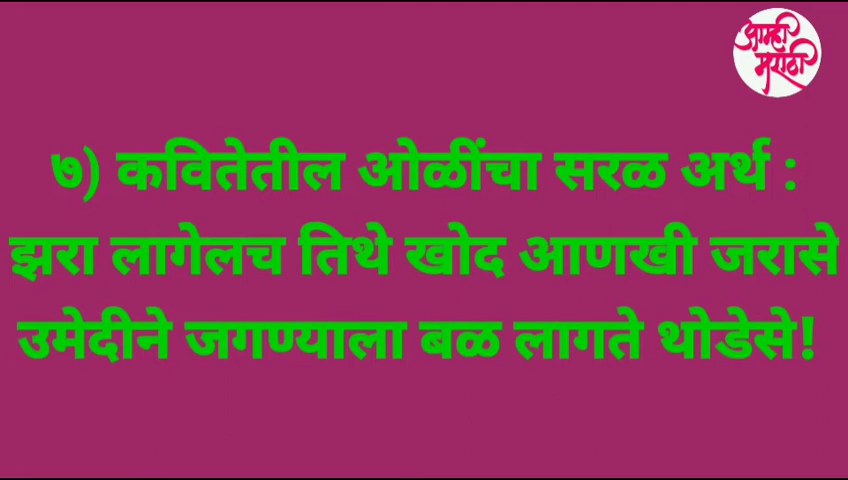 आम्ही
मराठी
७) कवितेतील ओळींचा सरळ अर्थ :
झरा लागेलच तिथे खोद आणखी जरासे
उमेदीने जगण्याला बळ लागते थोडेसे!